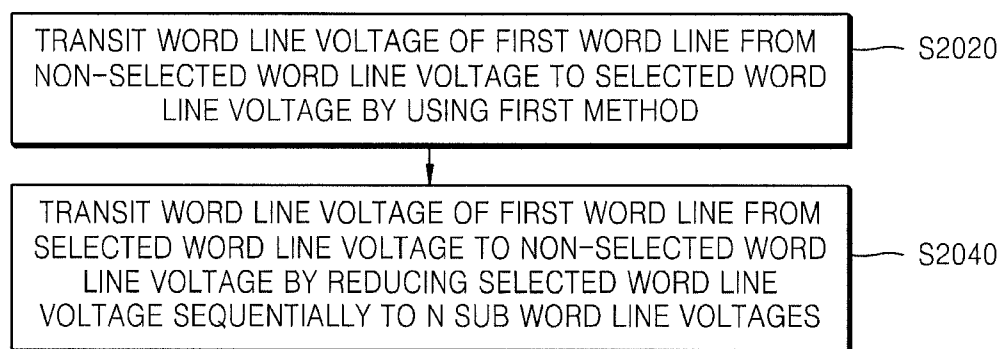 TRANSIT WORD LINE VOLTAGE OF FIRST WORD LINE FROM
NON-SELECTED WORD LINE VOLTAGE TO SELECTED WORD
LINE VOLTAGE BY USING FIRST METHOD
S2020
TRANSIT WORD LINE VOLTAGE OF FIRST WORD LINE FROM
SELECTED WORD LINE VOLTAGE TO NON-SELECTED WORD
LINE VOLTAGE BY REDUCING SELECTED WORD LINE
VOLTAGE SEQUENTIALLY TO N SUB WORD LINE VOLTAGES
S2040